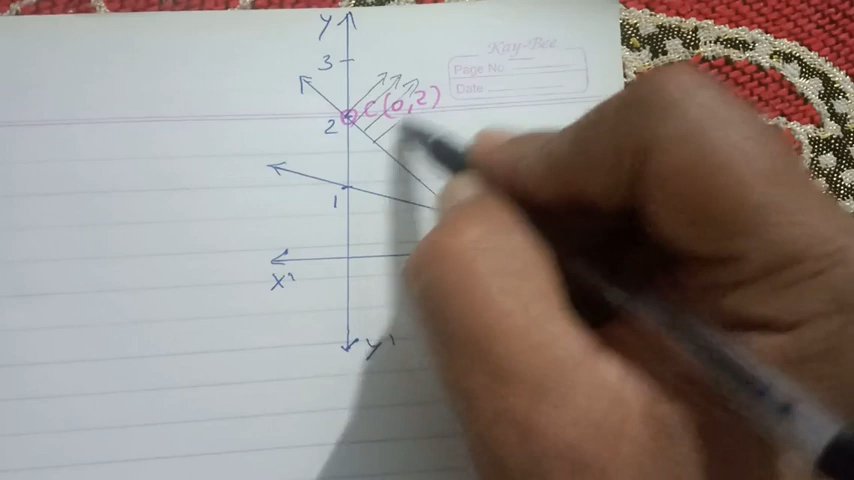 Y
3
Kay-Bee
Page No.
Date
C(0,2)
2
1
X'
y'